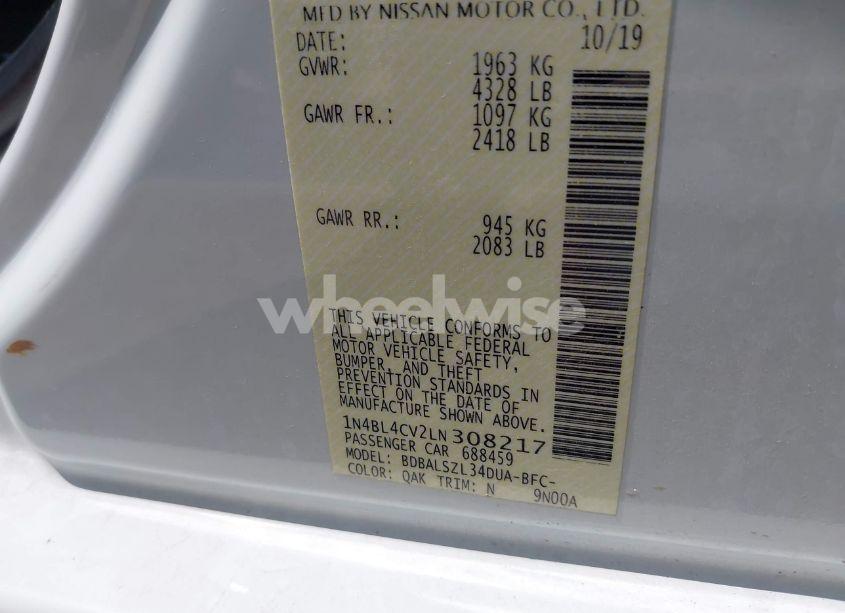 MFD BY NISSAN MOTOR CO., LTD.
DATE: 10/19
GVWR: 1963 KG
4328 LB
GAWR FR.: 1097 KG
2418 LB
GAWR RR.: 945 KG
2083 LB
wheelwise
THIS VEHICLE CONFORMS TO
ALL APPLICABLE FEDERAL
MOTOR VEHICLE SAFETY,
BUMPER, AND THEFT
PREVENTION STANDARDS IN
EFFECT ON THE DATE OF
MANUFACTURE SHOWN ABOVE.
1N4BL4CV2LN308217
PASSENGER CAR 688459
MODEL: BDBALSZL34DUA-BFC-
COLOR: QAK TRIM: N 9N00A